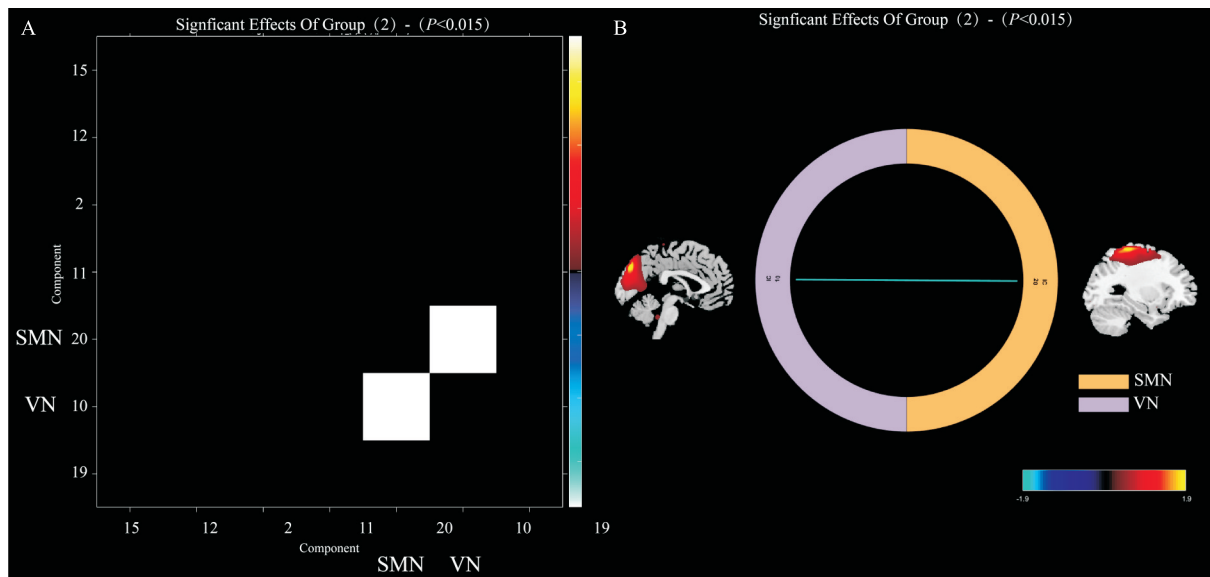 A
Signficant Effects Of Group (2) - (P<0.015)
15
12
2
11
Component
SMN 20
VN 10
19
15 12 2 11 20 10 19
Component
SMN VN
B
Signficant Effects Of Group (2) - (P<0.015)
IC
20
SMN
VN
-1.9 1.9